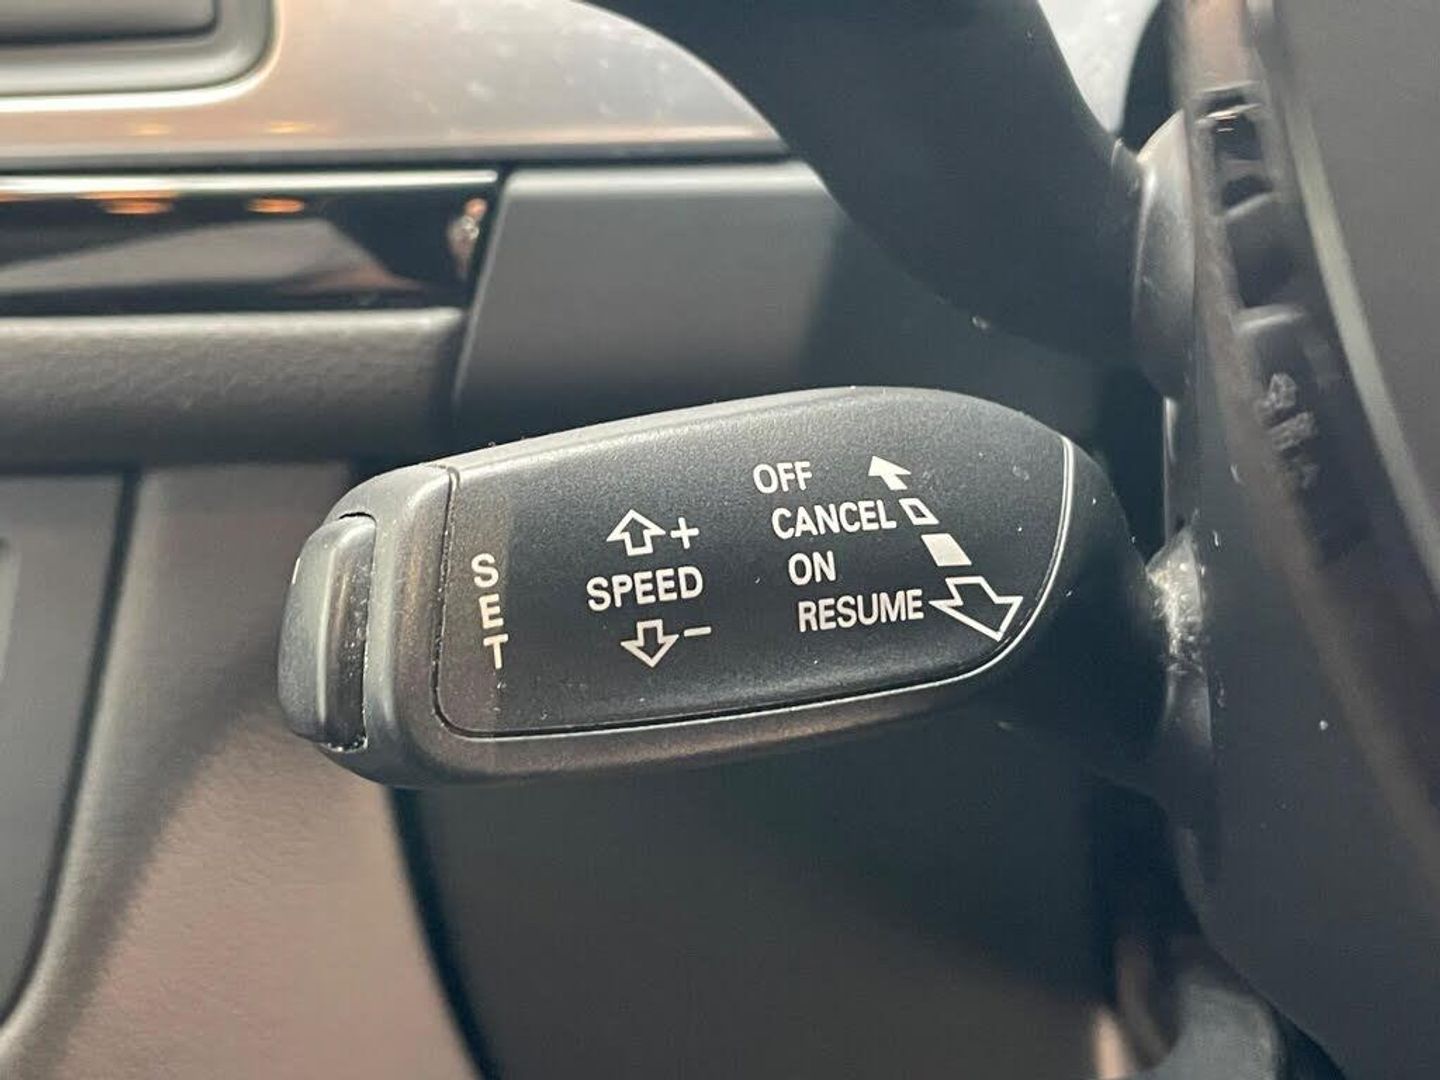 SET
+
SPEED
-
OFF
CANCEL
ON
RESUME